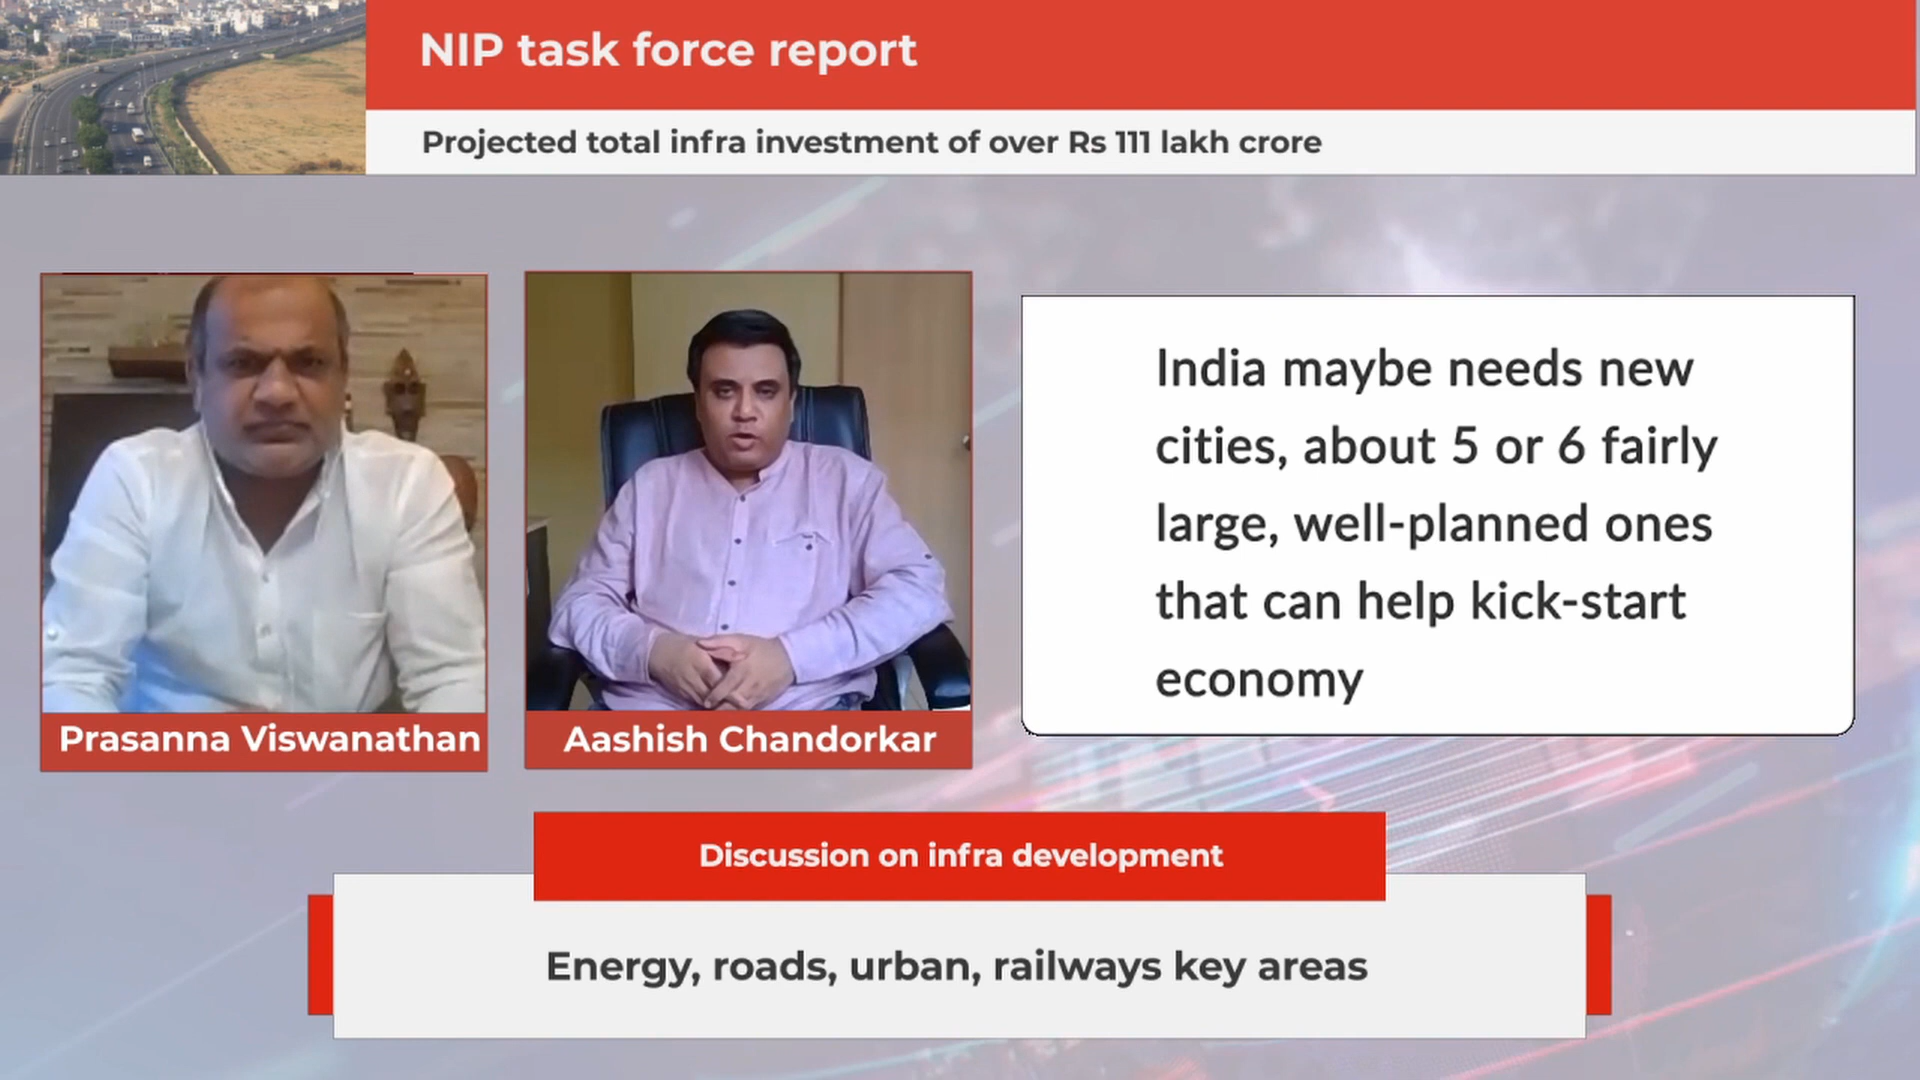 NIP task force report
Projected total infra investment of over Rs 111 lakh crore
Prasanna Viswanathan
Aashish Chandorkar
India maybe needs new
cities, about 5 or 6 fairly
large, well-planned ones
that can help kick-start
economy
Discussion on infra development
Energy, roads, urban, railways key areas